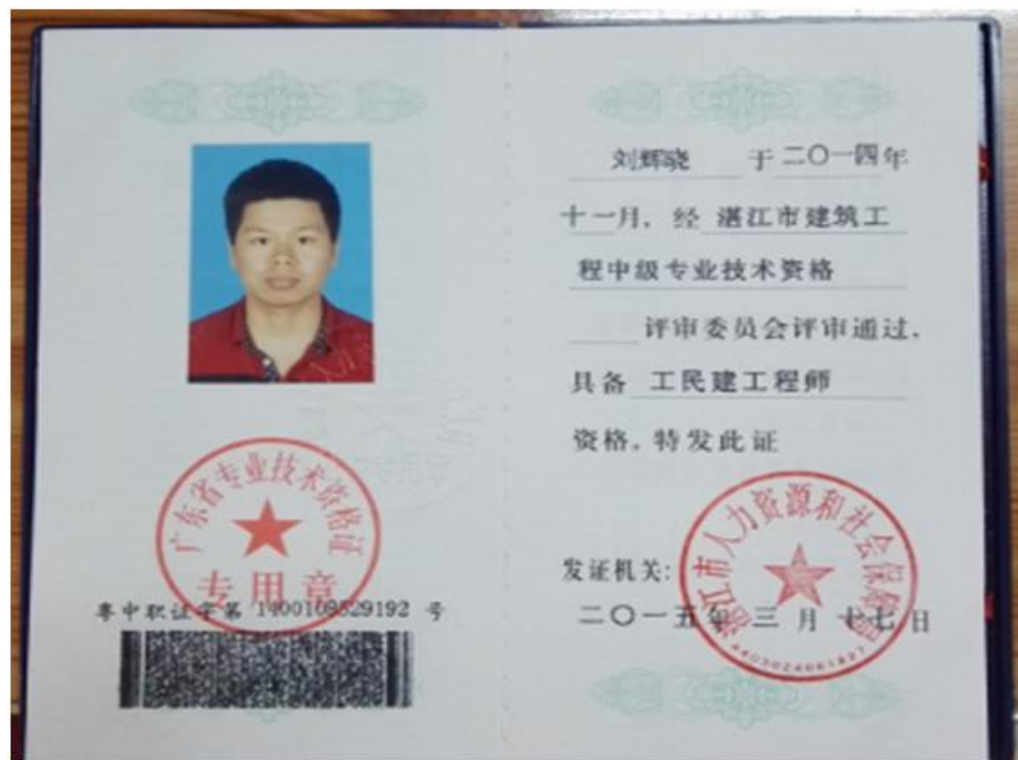 广东省专业技术资格证
专用章
粤中职证字第 1400109829192 号
刘辉晓 于二〇一四年
十一月，经 湛江市建筑工
程中级专业技术资格
评审委员会评审通过，
具备 工民建工程师
资格。特发此证
湛江市人力资源和社会保障局
发证机关:
二〇一五年 三 月 十七 日
4403024061827